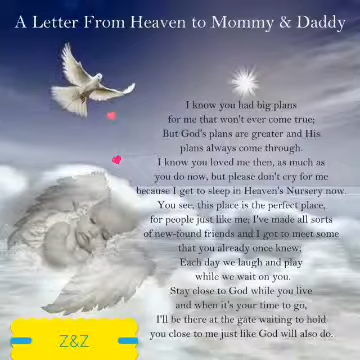 A Letter From Heaven to Mommy & Daddy
I know you had big plans
for me that won't ever come true;
But God's plans are greater and His
plans always come through.
I know you loved me then, as much as
you do now, but please don't cry for me
because I get to sleep in Heaven's Nursery now.
You see, this place is the perfect place,
for people just like me; I've made all sorts
of new-found friends and I got to meet some
that you already once knew;
Each day we laugh and play
while we wait on you.
Stay close to God while you live
and when it's your time to go,
I'll be there at the gate waiting to hold
you close to me just like God will also do.
Z&Z